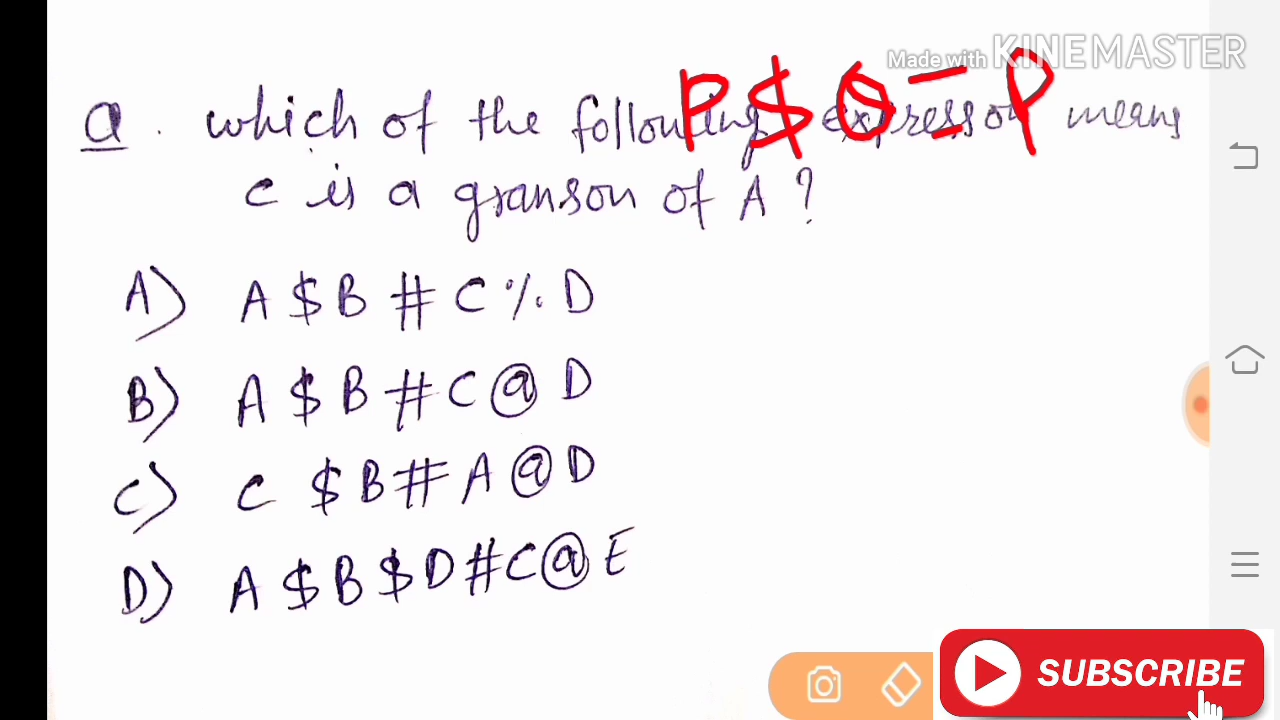 Made with KINEMASTER
P $ Q = P
Q. which of the following expression means
c is a granson of A ?
A) A $ B # C % D
B) A $ B # C @ D
C) C $ B # A @ D
D) A $ B $ D # C @ E
SUBSCRIBE